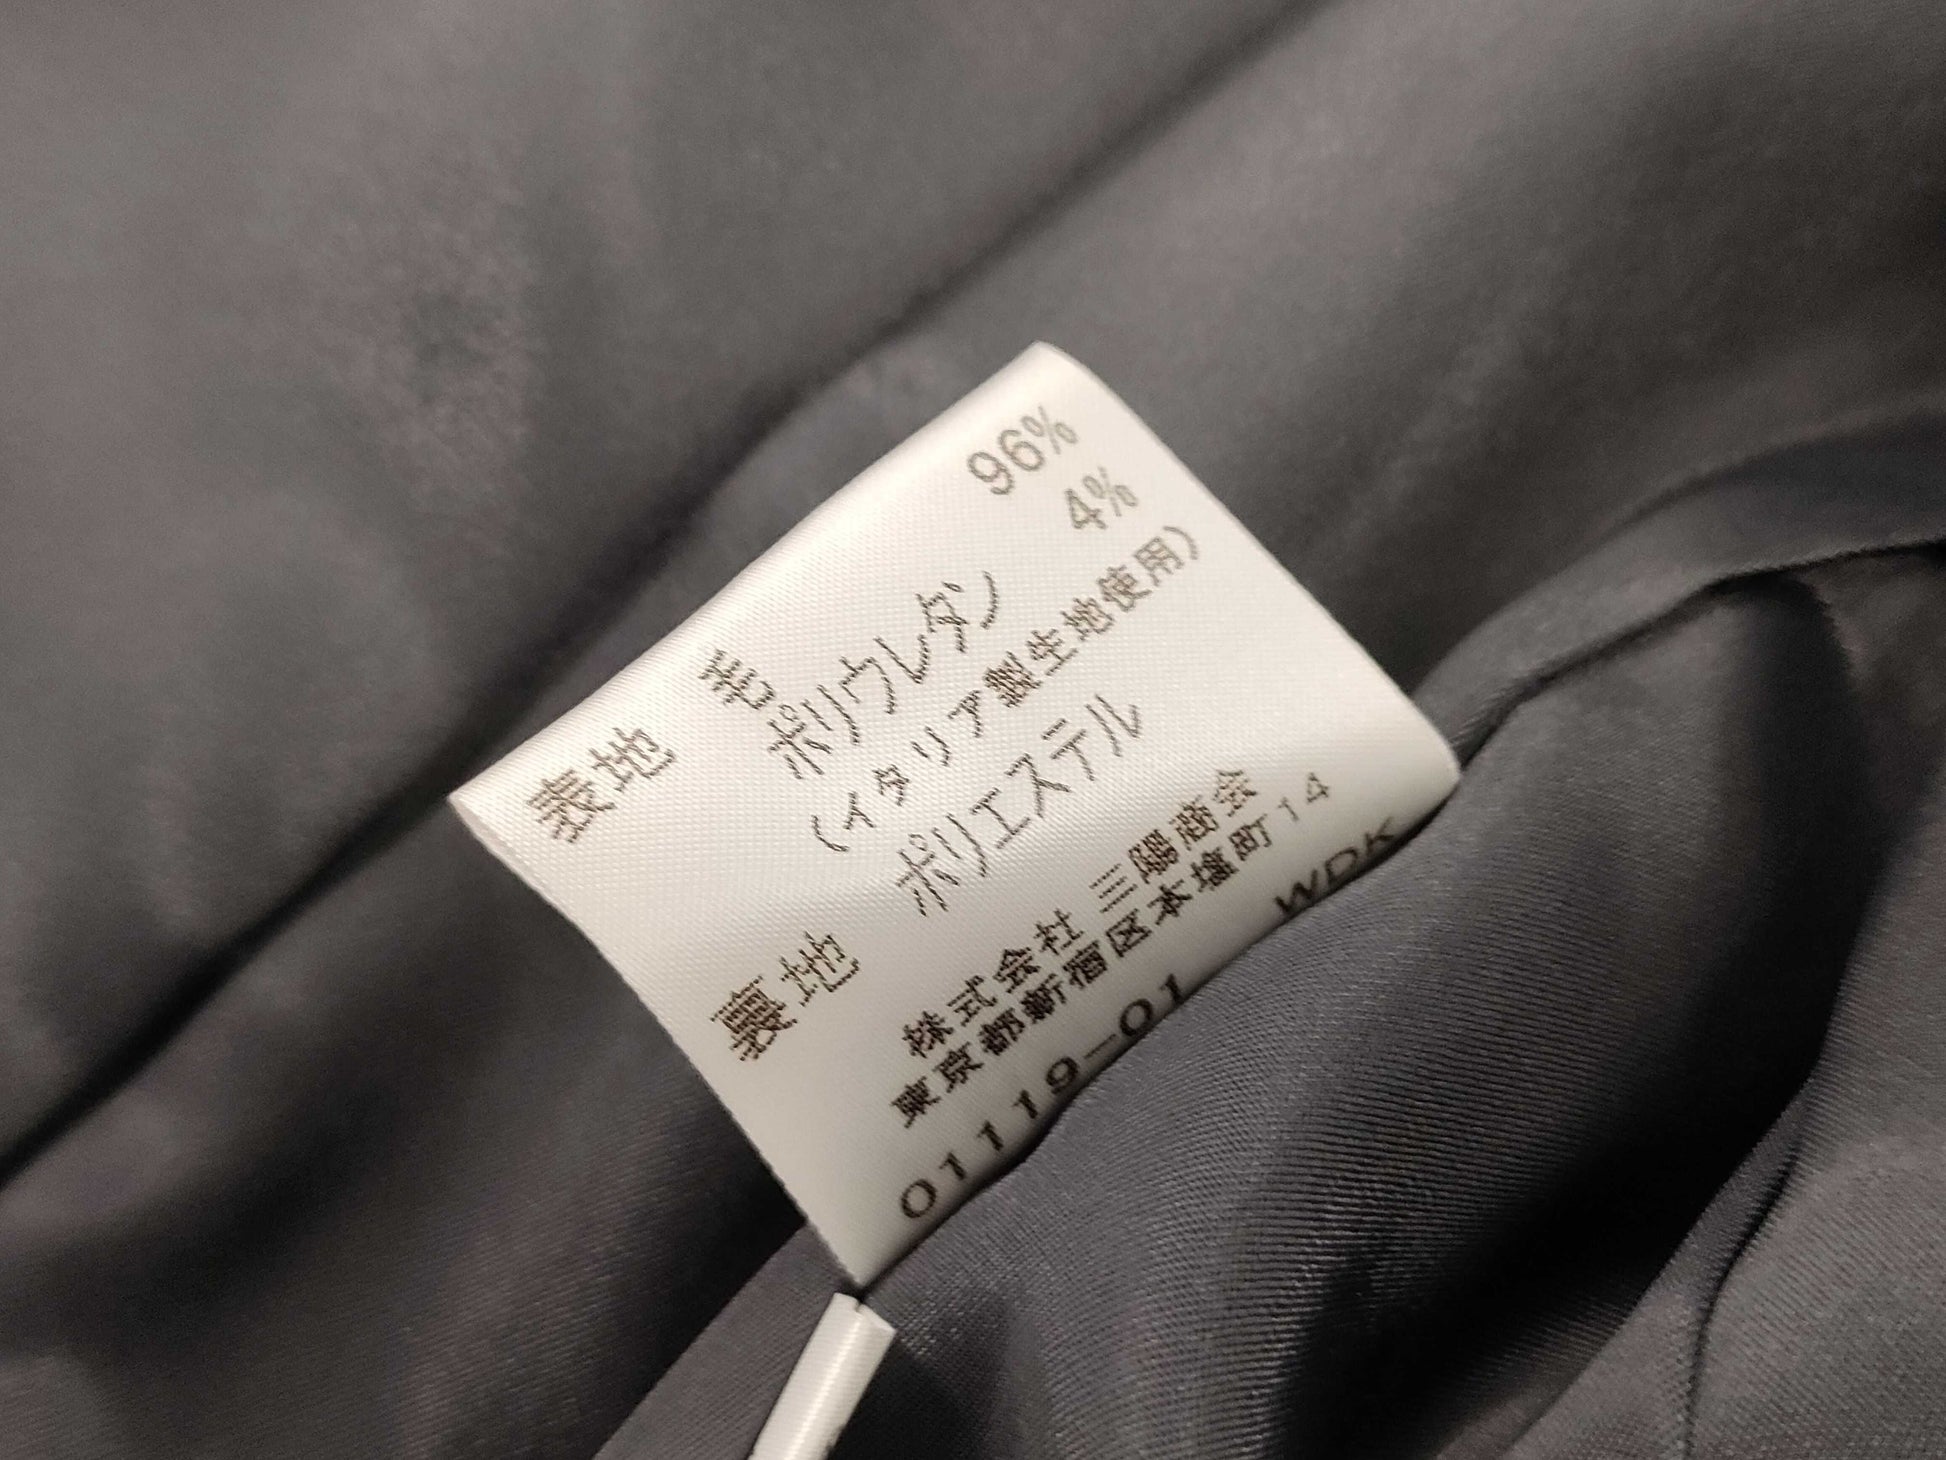 表地 毛 96%
ポリウレタン 4%
(イタリア製生地使用)
裏地 ポリエステル
株式会社 三陽商会
東京都新宿区本塩町14
01119-01 WDK